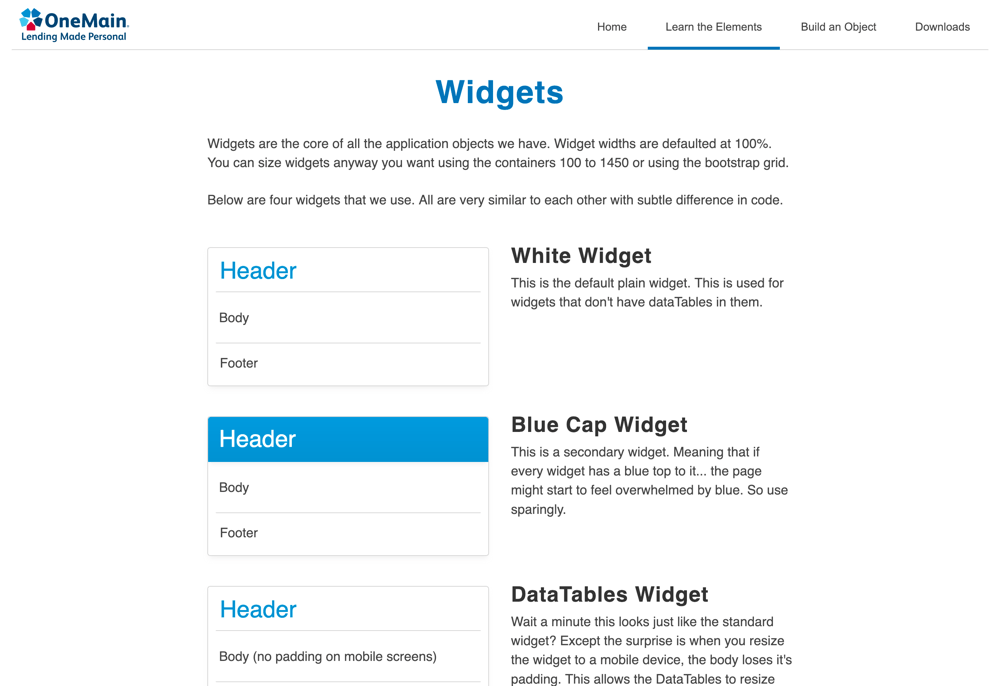 OneMain
Lending Made Personal
Home
Learn the Elements
Build an Object
Downloads
Widgets
Widgets are the core of all the application objects we have. Widget widths are defaulted at 100%.
You can size widgets anyway you want using the containers 100 to 1450 or using the bootstrap grid.
Below are four widgets that we use. All are very similar to each other with subtle difference in code.
Header
Body
Footer
White Widget
This is the default plain widget. This is used for
widgets that don't have dataTables in them.
Header
Body
Footer
Blue Cap Widget
This is a secondary widget. Meaning that if
every widget has a blue top to it... the page
might start to feel overwhelmed by blue. So use
sparingly.
Header
Body (no padding on mobile screens)
DataTables Widget
Wait a minute this looks just like the standard
widget? Except the surprise is when you resize
the widget to a mobile device, the body loses it's
padding. This allows the DataTables to resize